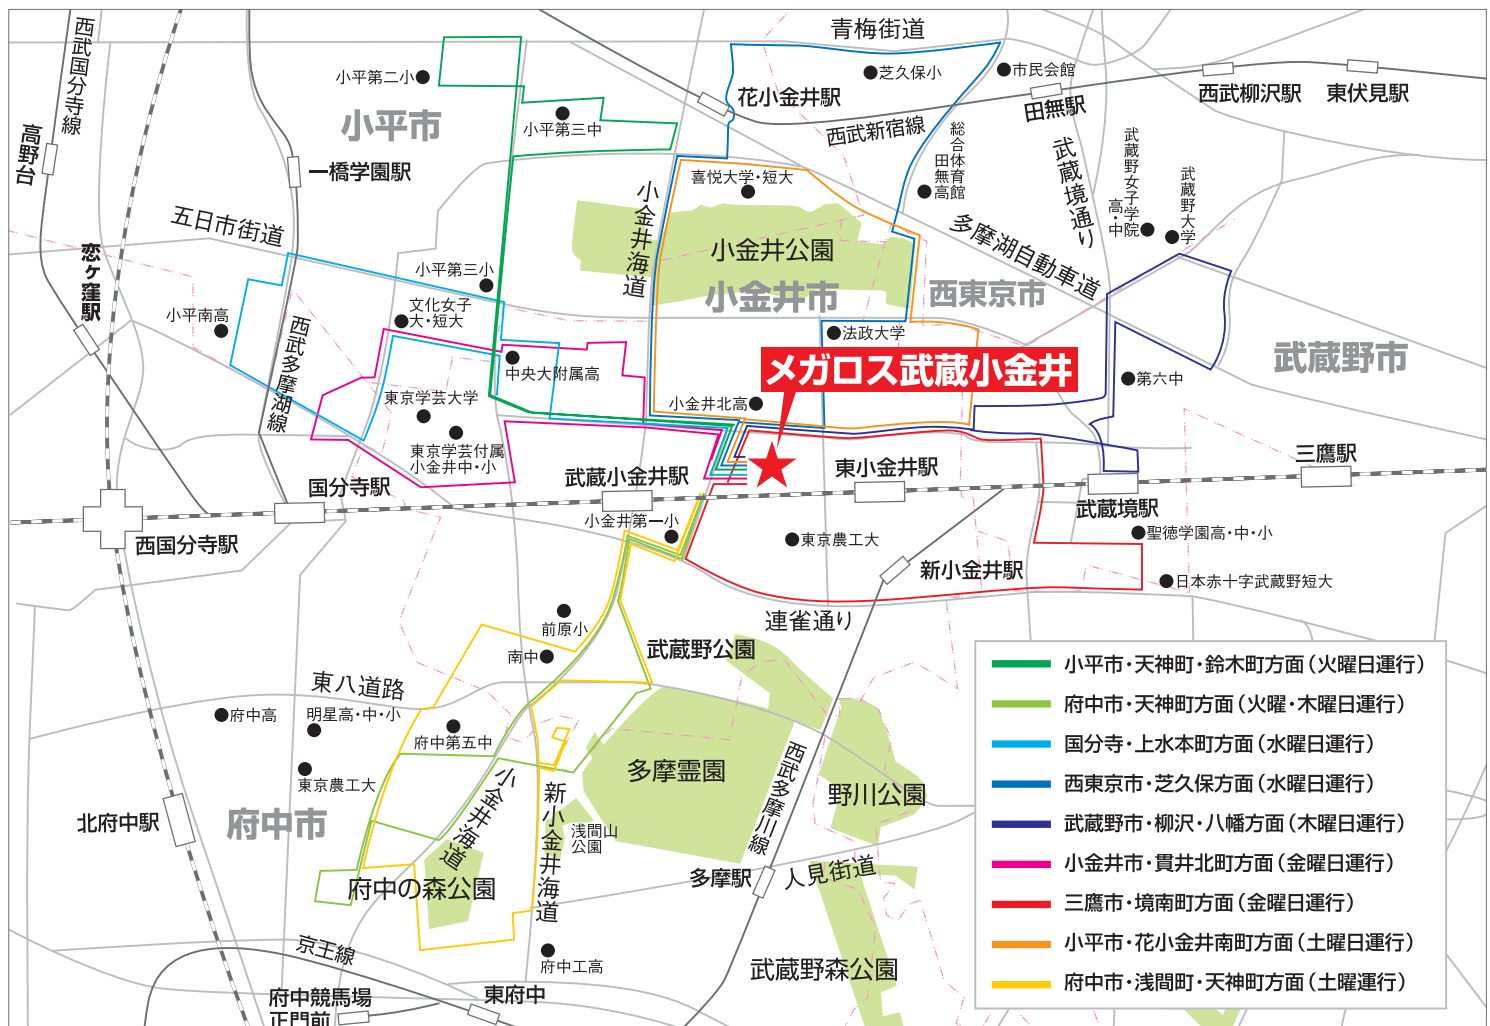 青梅街道
西武国分寺線
小平第二小
芝久保小
市民会館
花小金井駅
西武柳沢駅
東伏見駅
田無駅
小平市
小平第三中
西武新宿線
高野台
一橋学園駅
総合体育館
田無高
武蔵境通り
武蔵野女子学院
高・中
武蔵野大学
喜悦大学・短大
小金井海道
五日市街道
多摩湖自動車道
小金井公園
恋ヶ窪駅
小平第三小
小金井市
西東京市
文化女子
大・短大
小平南高
西武多摩湖線
法政大学
武蔵野市
メガロス武蔵小金井
中央大附属高
第六中
東京学芸大学
小金井北高
東京学芸付属
小金井中・小
武蔵小金井駅
東小金井駅
三鷹駅
国分寺駅
武蔵境駅
小金井第一小
西国分寺駅
東京農工大
聖徳学園高・中・小
新小金井駅
日本赤十字武蔵野短大
前原小
連雀通り
南中
武蔵野公園
東八道路
府中高
明星高・中・小
府中第五中
東京農工大
小金井海道
新小金井海道
多摩霊園
西武多摩川線
野川公園
北府中駅
府中市
浅間山
公園
府中の森公園
多摩駅
人見街道
京王線
府中工高
武蔵野森公園
府中競馬場
正門前
東府中
小平市・天神町・鈴木町方面（火曜日運行）
府中市・天神町方面（火曜・木曜日運行）
国分寺・上水本町方面（水曜日運行）
西東京市・芝久保方面（水曜日運行）
武蔵野市・柳沢・八幡方面（木曜日運行）
小金井市・貫井北町方面（金曜日運行）
三鷹市・境南町方面（金曜日運行）
小平市・花小金井南町方面（土曜日運行）
府中市・浅間町・天神町方面（土曜運行）